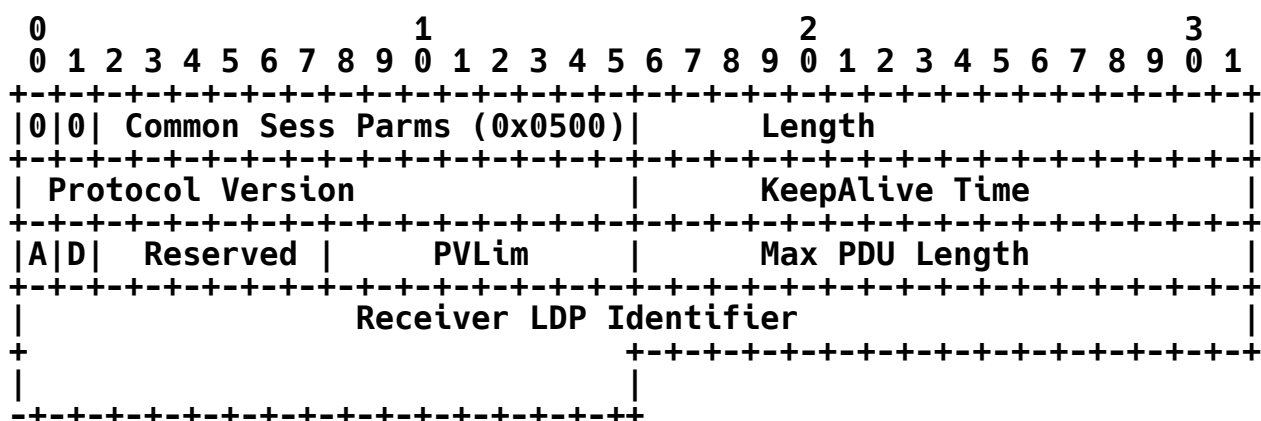 0                   1                   2                   3
 0 1 2 3 4 5 6 7 8 9 0 1 2 3 4 5 6 7 8 9 0 1 2 3 4 5 6 7 8 9 0 1
+-+-+-+-+-+-+-+-+-+-+-+-+-+-+-+-+-+-+-+-+-+-+-+-+-+-+-+-+-+-+-+-+
|0|0| Common Sess Parms (0x0500)|      Length                   |
+-+-+-+-+-+-+-+-+-+-+-+-+-+-+-+-+-+-+-+-+-+-+-+-+-+-+-+-+-+-+-+-+
| Protocol Version              |      KeepAlive Time           |
+-+-+-+-+-+-+-+-+-+-+-+-+-+-+-+-+-+-+-+-+-+-+-+-+-+-+-+-+-+-+-+-+
|A|D|  Reserved |     PVLim     |      Max PDU Length           |
+-+-+-+-+-+-+-+-+-+-+-+-+-+-+-+-+-+-+-+-+-+-+-+-+-+-+-+-+-+-+-+-+
|                 Receiver LDP Identifier                       |
+                               +-+-+-+-+-+-+-+-+-+-+-+-+-+-+-+-+
|                               |
-+-+-+-+-+-+-+-+-+-+-+-+-+-+-+-++